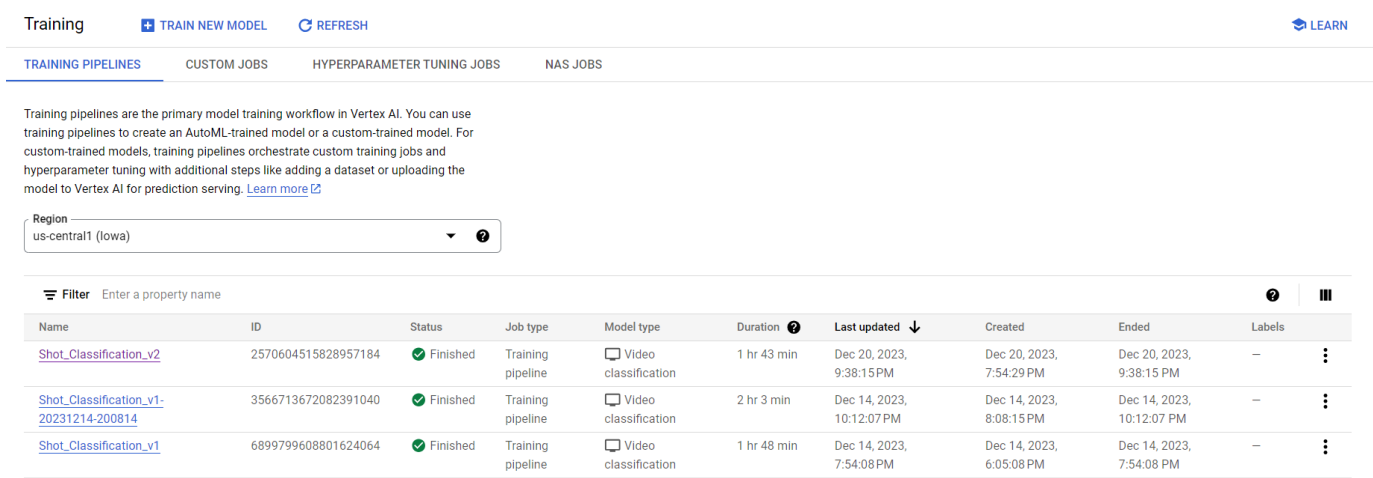 Training TRAIN NEW MODEL REFRESH LEARN
TRAINING PIPELINES CUSTOM JOBS HYPERPARAMETER TUNING JOBS NAS JOBS
Training pipelines are the primary model training workflow in Vertex AI. You can use
training pipelines to create an AutoML-trained model or a custom-trained model. For
custom-trained models, training pipelines orchestrate custom training jobs and
hyperparameter tuning with additional steps like adding a dataset or uploading the
model to Vertex AI for prediction serving. Learn more
Region
us-central1 (Iowa)
Filter Enter a property name
Name ID Status Job type Model type Duration Last updated Created Ended Labels
Shot_Classification_v2 2570604515828957184 Finished Training Video 1 hr 43 min Dec 20, 2023, Dec 20, 2023, Dec 20, 2023, –
pipeline classification 9:38:15 PM 7:54:29 PM 9:38:15 PM
Shot_Classification_v1- 3566713672082391040 Finished Training Video 2 hr 3 min Dec 14, 2023, Dec 14, 2023, Dec 14, 2023, –
20231214-200814 pipeline classification 10:12:07 PM 8:08:15 PM 10:12:07 PM
Shot_Classification_v1 6899799608801624064 Finished Training Video 1 hr 48 min Dec 14, 2023, Dec 14, 2023, Dec 14, 2023, –
pipeline classification 7:54:08 PM 6:05:08 PM 7:54:08 PM